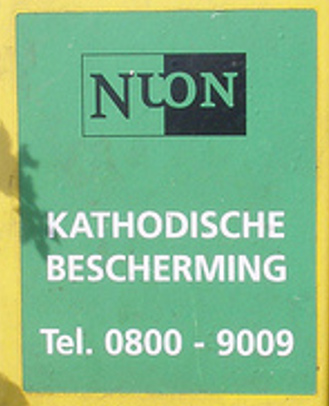 NUON
KATHODISCHE
BESCHERMING
Tel. 0800 - 9009